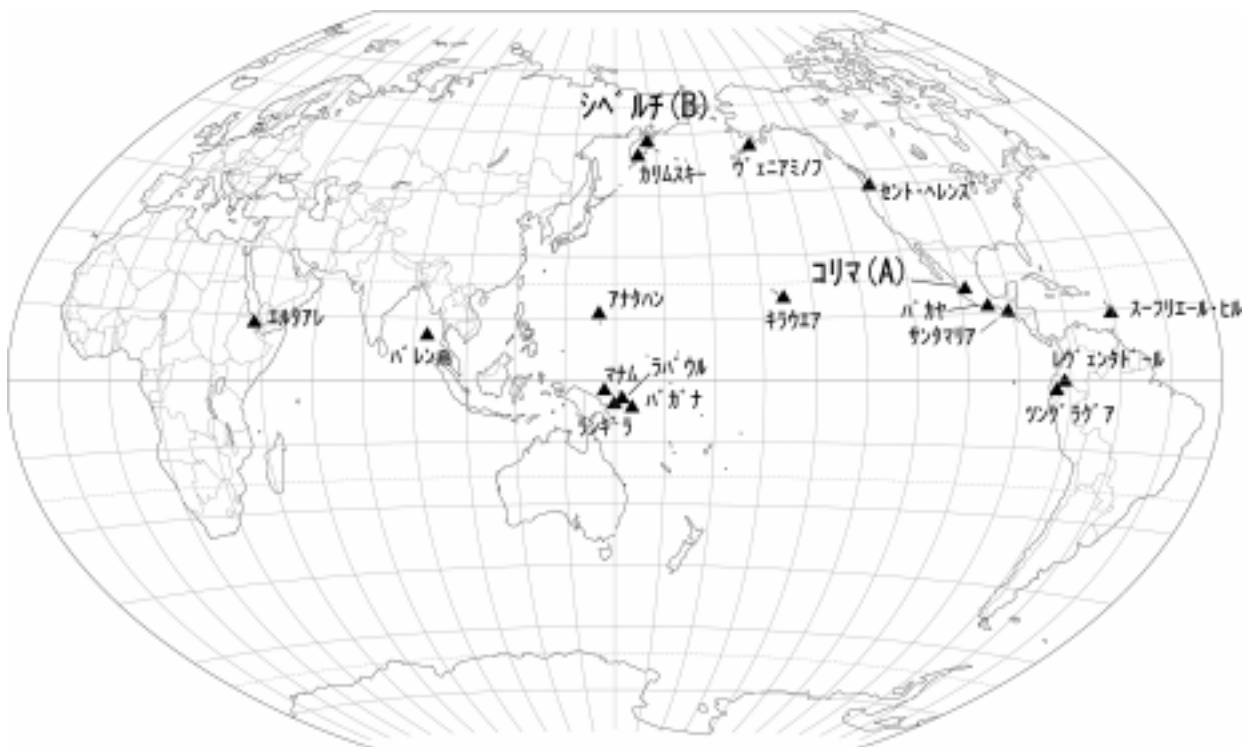 シベルチ(B)
カリムスキー
ヴェニアミノフ
セント・ヘレンズ
コリマ(A)
パカヤ
サンタマリア
スーフリエール・ヒル
エルタアレ
バレン島
アナタハン
キラウエア
マナム
ラバウル
バガナ
ランギラ
レヴェンタドール
ツングラグア